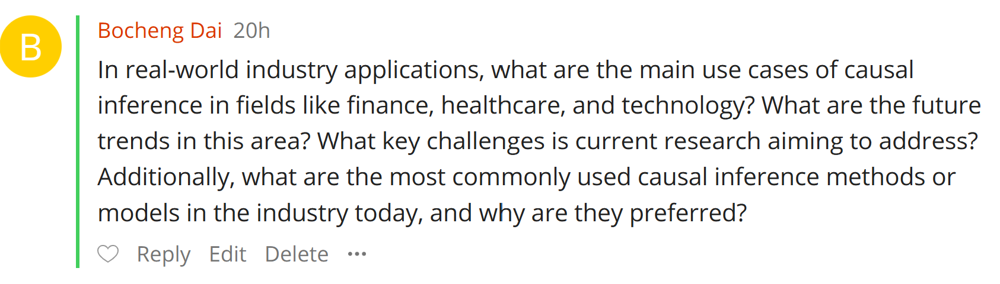 B
Bocheng Dai 20h
In real-world industry applications, what are the main use cases of causal
inference in fields like finance, healthcare, and technology? What are the future
trends in this area? What key challenges is current research aiming to address?
Additionally, what are the most commonly used causal inference methods or
models in the industry today, and why are they preferred?
Reply Edit Delete ···